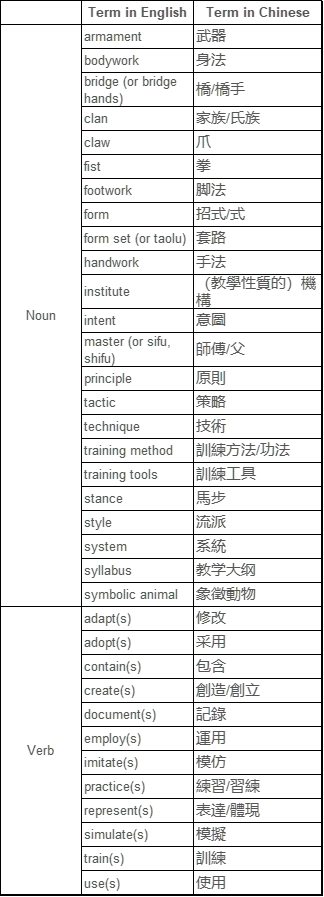 Term in English Term in Chinese
Noun
armament 武器
bodywork 身法
bridge (or bridge
hands) 橋/橋手
clan 家族/氏族
claw 爪
fist 拳
footwork 脚法
form 招式/式
form set (or taolu) 套路
handwork 手法
institute （教學性質的）機
構
intent 意圖
master (or sifu,
shifu) 師傅/父
principle 原則
tactic 策略
technique 技術
training method 訓練方法/功法
training tools 訓練工具
stance 馬步
style 流派
system 系統
syllabus 教学大纲
symbolic animal 象徵動物
Verb
adapt(s) 修改
adopt(s) 采用
contain(s) 包含
create(s) 創造/創立
document(s) 記錄
employ(s) 運用
imitate(s) 模仿
practice(s) 練習/習練
represent(s) 表達/體現
simulate(s) 模擬
train(s) 訓練
use(s) 使用